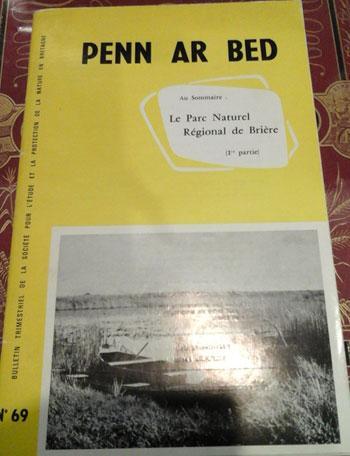 PENN AR BED
Au Sommaire .
Le Parc Naturel
Régional de Brière
(1re partie)
BULLETIN TRIMESTRIEL DE LA SOCIÉTÉ POUR L'ÉTUDE ET LA PROTECTION DE LA NATURE EN BRETAGNE
N° 69